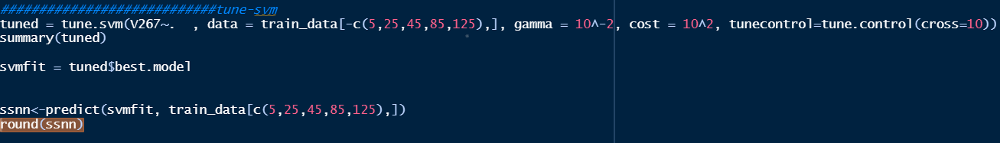 ###########################tune-svm
tuned = tune.svm(V267~.  , data = train_data[-c(5,25,45,85,125),], gamma = 10^-2, cost = 10^2, tunecontrol=tune.control(cross=10))
summary(tuned)
svmfit = tuned$best.model
ssnn<-predict(svmfit, train_data[c(5,25,45,85,125),])
round(ssnn)